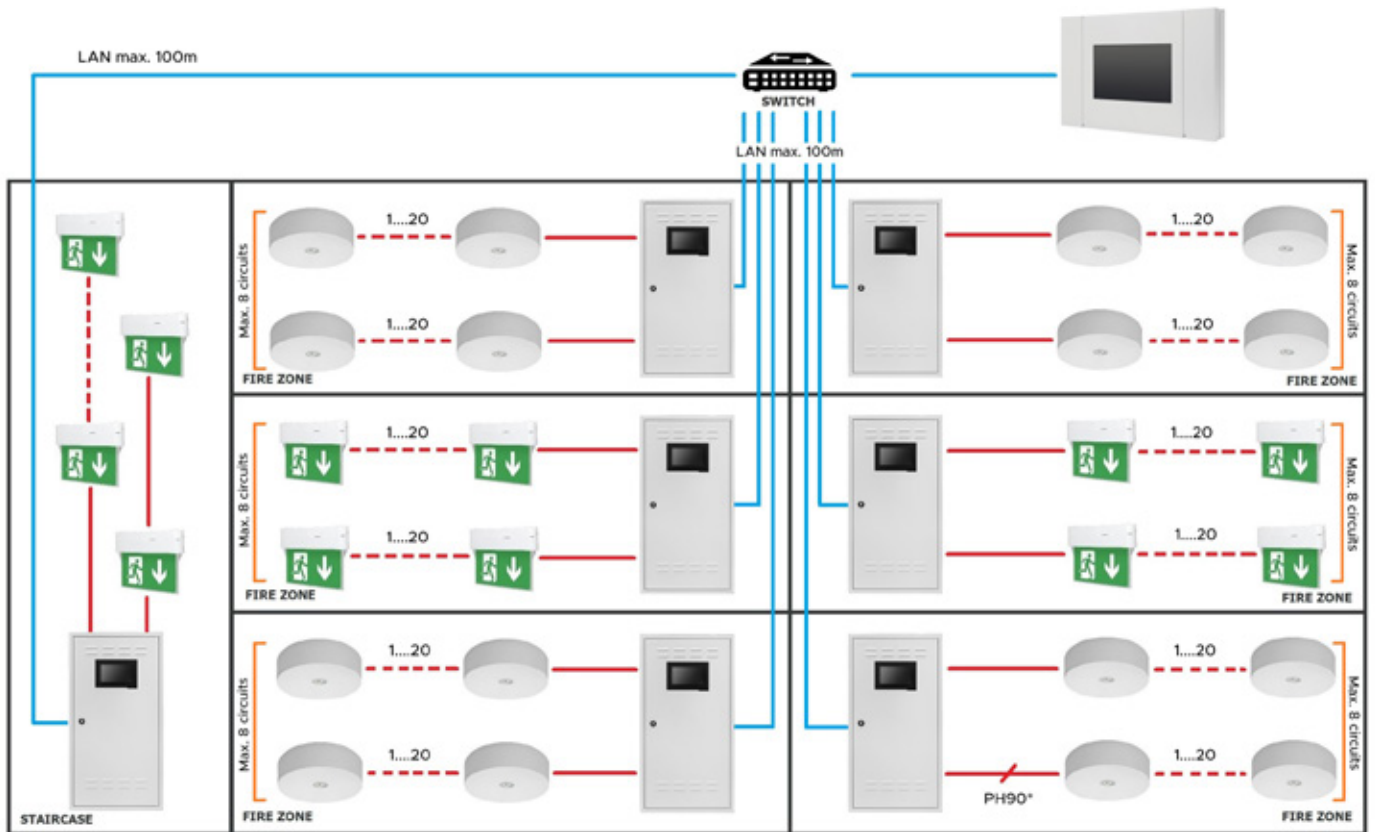 LAN max. 100m
SWITCH
LAN max. 100m
Max. 8 circuits
1....20
1....20
FIRE ZONE
1....20
1....20
Max. 8 circuits
FIRE ZONE
Max. 8 circuits
1....20
1....20
FIRE ZONE
1....20
1....20
Max. 8 circuits
FIRE ZONE
Max. 8 circuits
1....20
1....20
FIRE ZONE
1....20
PH90*
1....20
Max. 8 circuits
FIRE ZONE
STAIRCASE